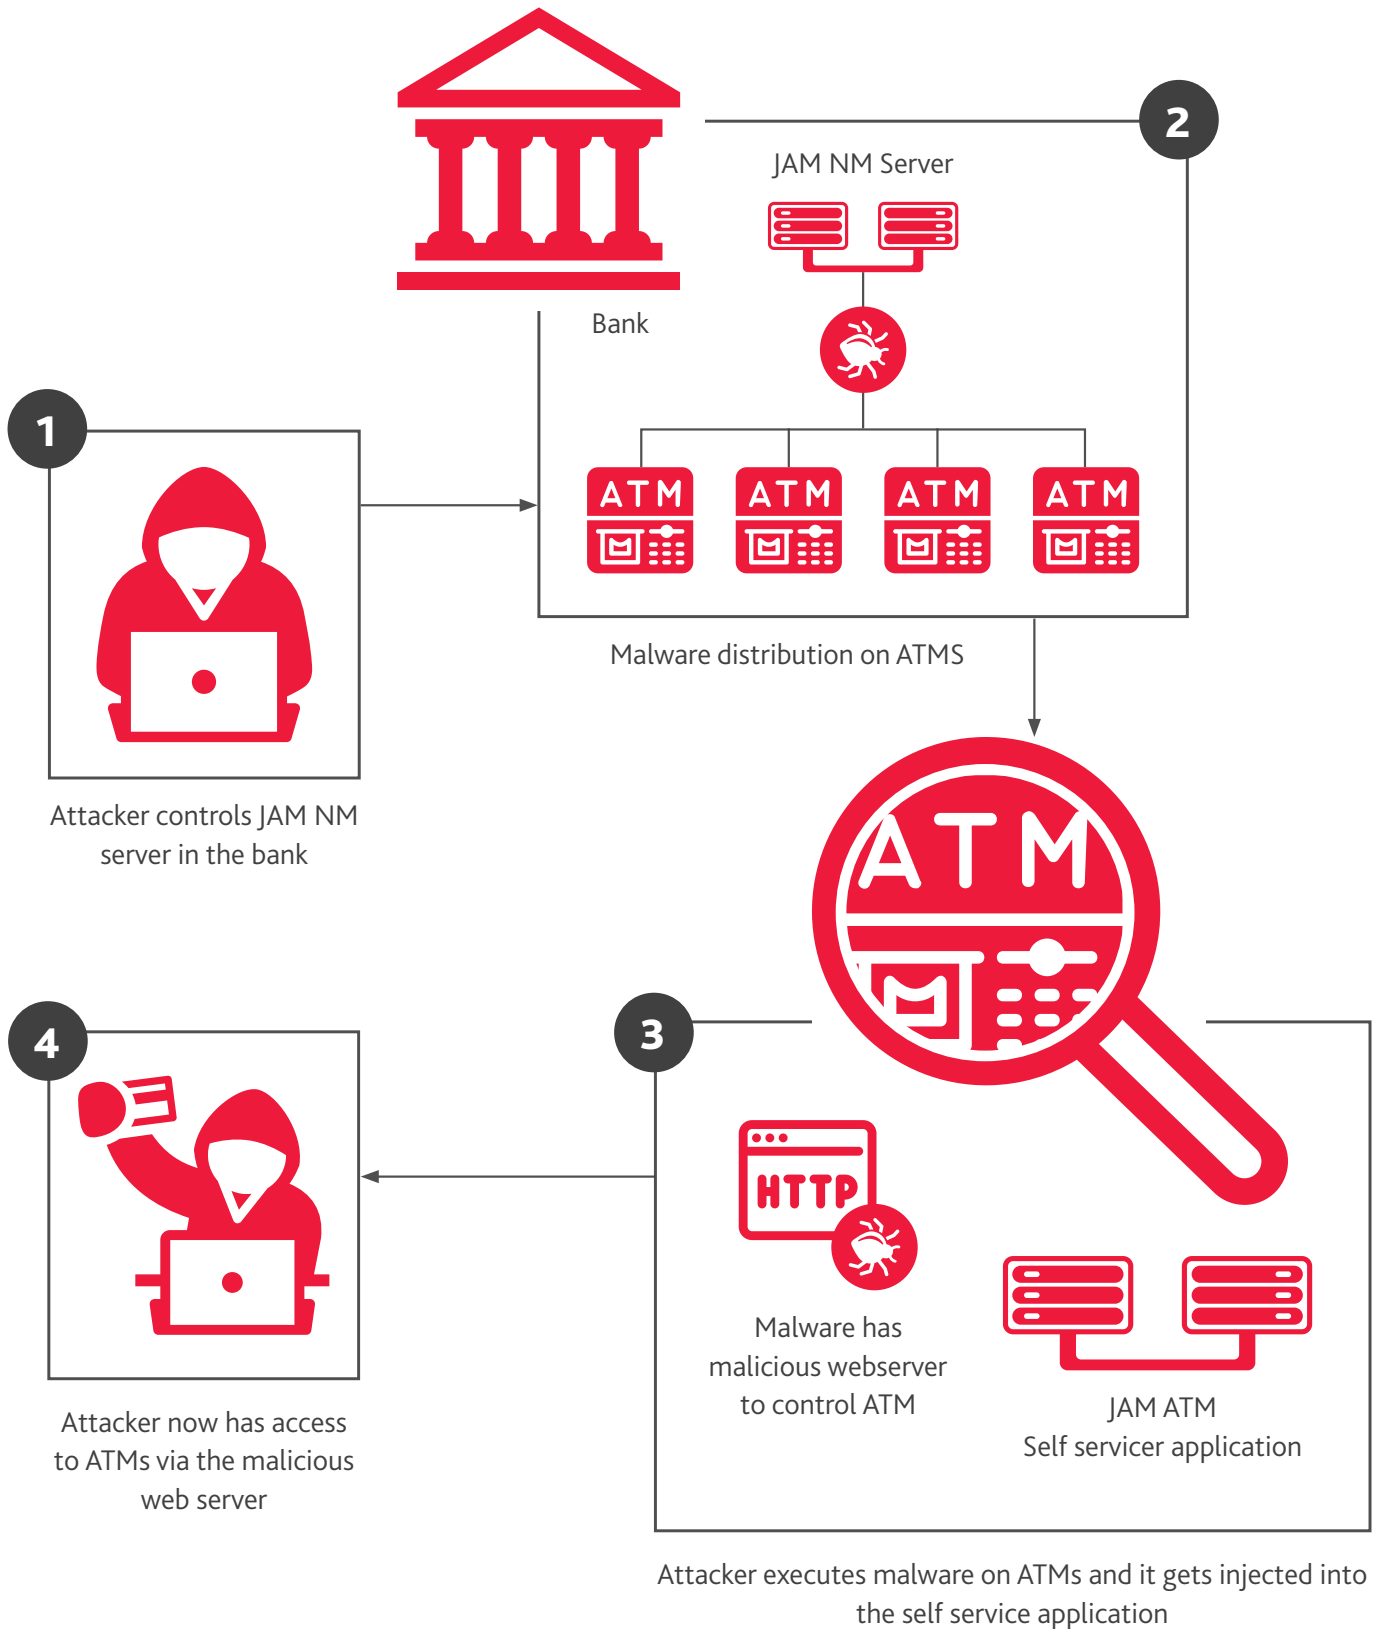 2
JAM NM Server
Bank
1
ATM
ATM
ATM
ATM
Malware distribution on ATMS
Attacker controls JAM NM
server in the bank
ATM
3
HTTP
Malware has
malicious webserver
to control ATM
JAM ATM
Self servicer application
Attacker executes malware on ATMs and it gets injected into
the self service application
4
Attacker now has access
to ATMs via the malicious
web server